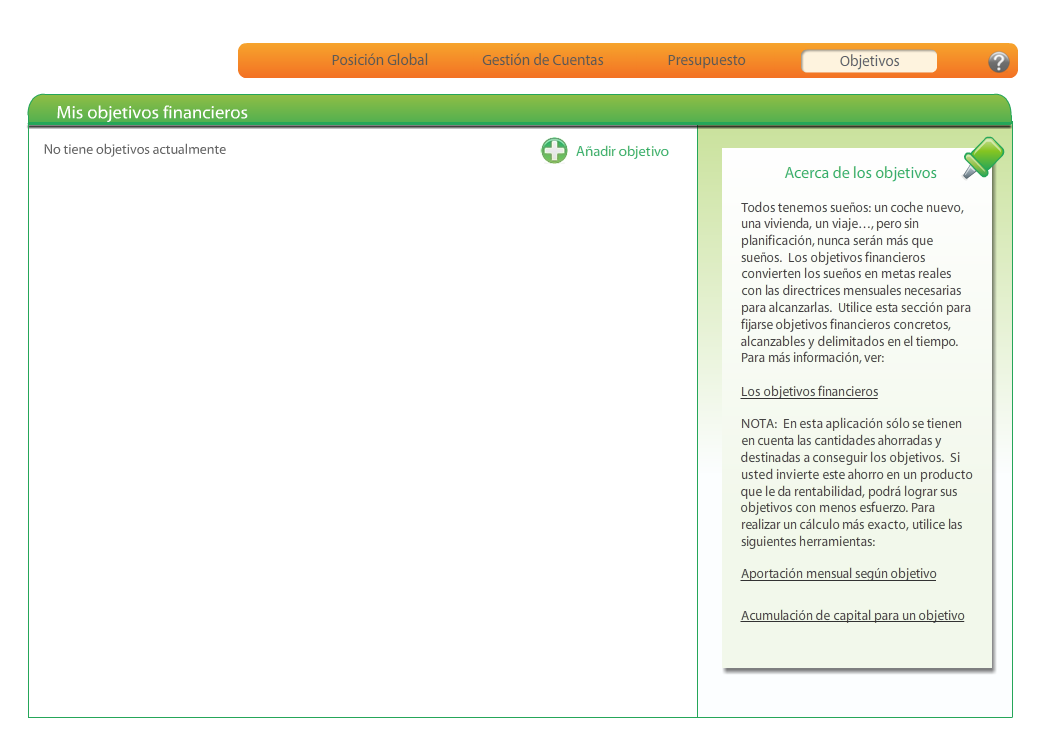 Posición Global
Gestión de Cuentas
Presupuesto
Objetivos
?
Mis objetivos financieros
No tiene objetivos actualmente
Añadir objetivo
Acerca de los objetivos
Todos tenemos sueños: un coche nuevo,
una vivienda, un viaje…, pero sin
planificación, nunca serán más que
sueños.  Los objetivos financieros
convierten los sueños en metas reales
con las directrices mensuales necesarias
para alcanzarlas.  Utilice esta sección para
fijarse objetivos financieros concretos,
alcanzables y delimitados en el tiempo.
Para más información, ver:
Los objetivos financieros
NOTA:  En esta aplicación sólo se tienen
en cuenta las cantidades ahorradas y
destinadas a conseguir los objetivos.  Si
usted invierte este ahorro en un producto
que le da rentabilidad, podrá lograr sus
objetivos con menos esfuerzo. Para
realizar un cálculo más exacto, utilice las
siguientes herramientas:
Aportación mensual según objetivo
Acumulación de capital para un objetivo